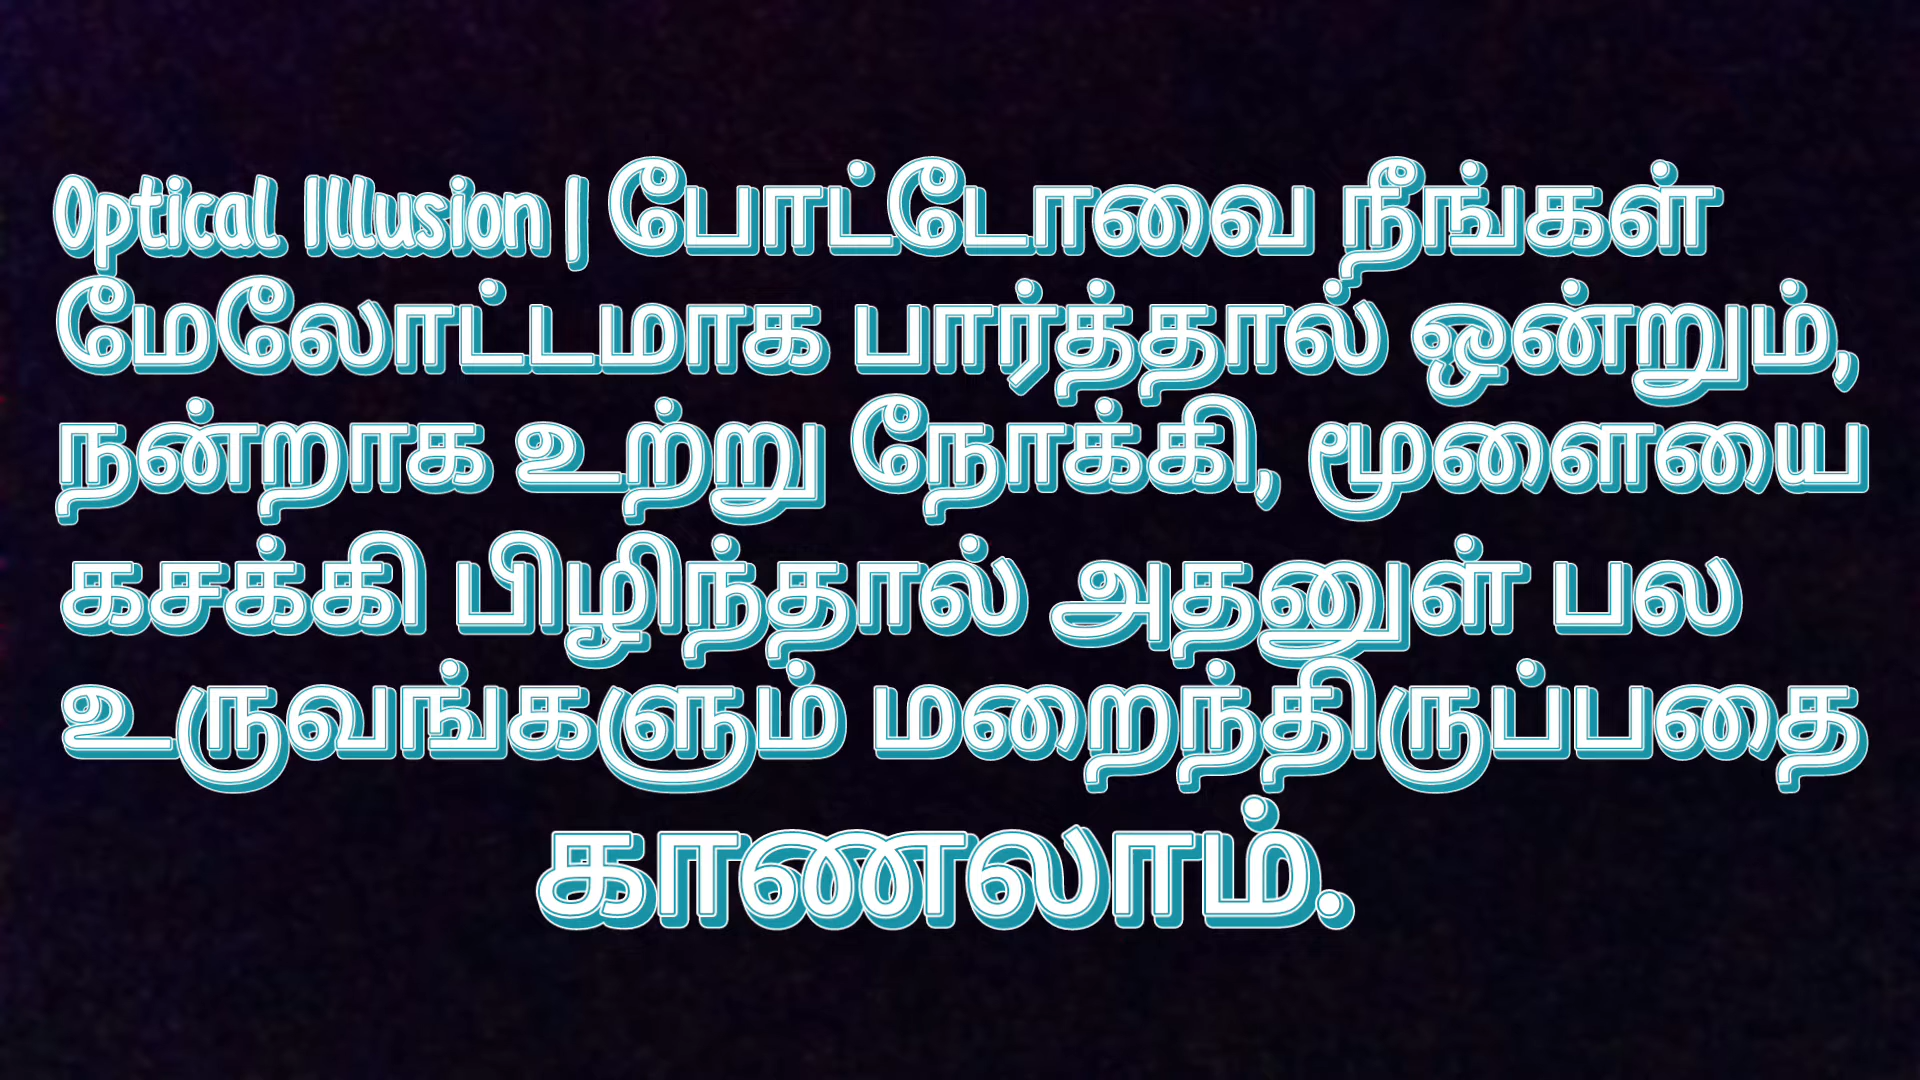 Optical Illusion | போட்டோவை நீங்கள்
மேலோட்டமாக பார்த்தால் ஒன்றும்,
நன்றாக உற்று நோக்கி, மூளையை
கசக்கி பிழிந்தால் அதனுள் பல
உருவங்களும் மறைந்திருப்பதை
காணலாம்.